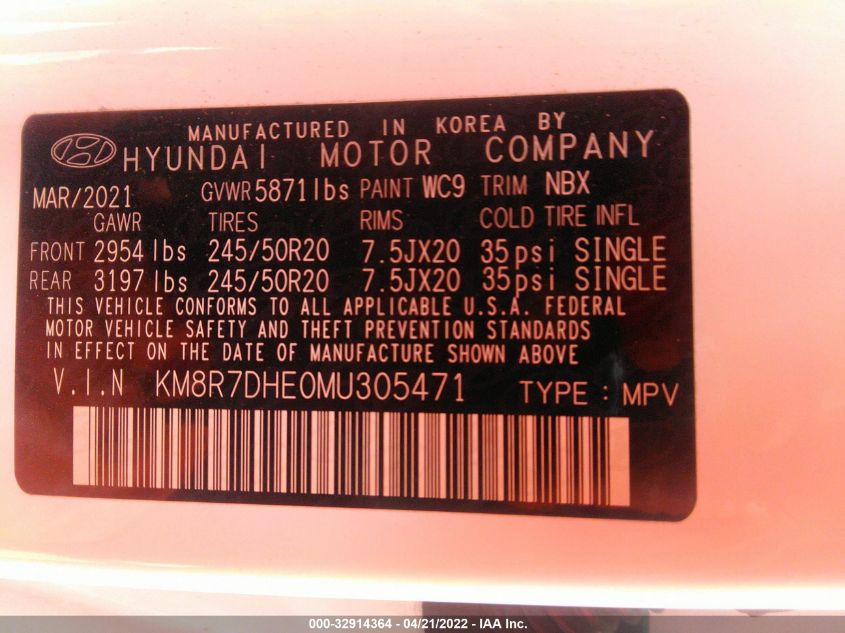 MANUFACTURED IN KOREA BY
HYUNDAI MOTOR COMPANY
MAR/2021 GVWR 5871 lbs PAINT WC9 TRIM NBX
GAWR TIRES RIMS COLD TIRE INFL
FRONT 2954 lbs 245/50R20 7.5JX20 35psi SINGLE
REAR 3197 lbs 245/50R20 7.5JX20 35psi SINGLE
THIS VEHICLE CONFORMS TO ALL APPLICABLE U.S.A. FEDERAL
MOTOR VEHICLE SAFETY AND THEFT PREVENTION STANDARDS
IN EFFECT ON THE DATE OF MANUFACTURE SHOWN ABOVE
V.I.N KM8R7DHE0MU305471 TYPE : MPV
000-32914364 - 04/21/2022 - IAA Inc.